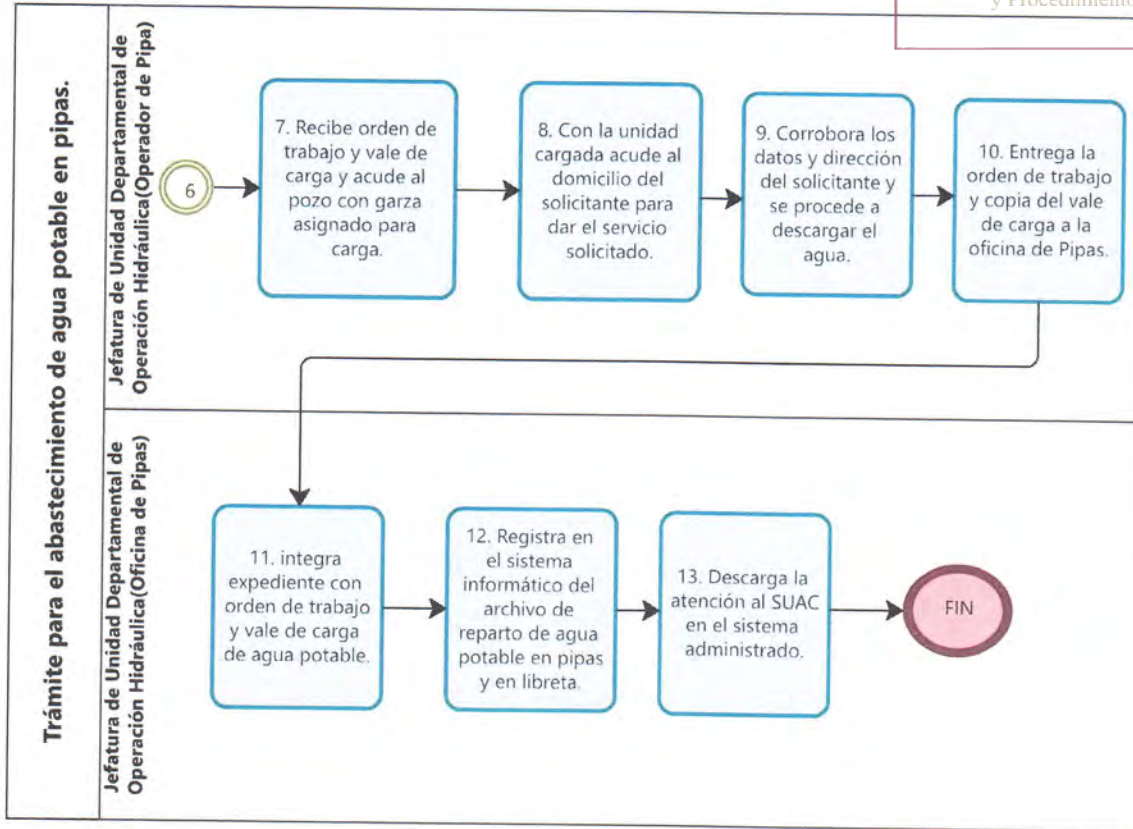 y Procedimiento
Trámite para el abastecimiento de agua potable en pipas.
Jefatura de Unidad Departamental de
Operación Hidráulica(Operador de Pipa)
6
7. Recibe orden de
trabajo y vale de
carga y acude al
pozo con garza
asignado para
carga.
8. Con la unidad
cargada acude al
domicilio del
solicitante para
dar el servicio
solicitado.
9. Corrobora los
datos y dirección
del solicitante y
se procede a
descargar el
agua.
10. Entrega la
orden de trabajo
y copia del vale
de carga a la
oficina de Pipas.
Jefatura de Unidad Departamental de
Operación Hidráulica(Oficina de Pipas)
11. integra
expediente con
orden de trabajo
y vale de carga
de agua potable.
12. Registra en
el sistema
informático del
archivo de
reparto de agua
potable en pipas
y en libreta.
13. Descarga la
atención al SUAC
en el sistema
administrado.
FIN